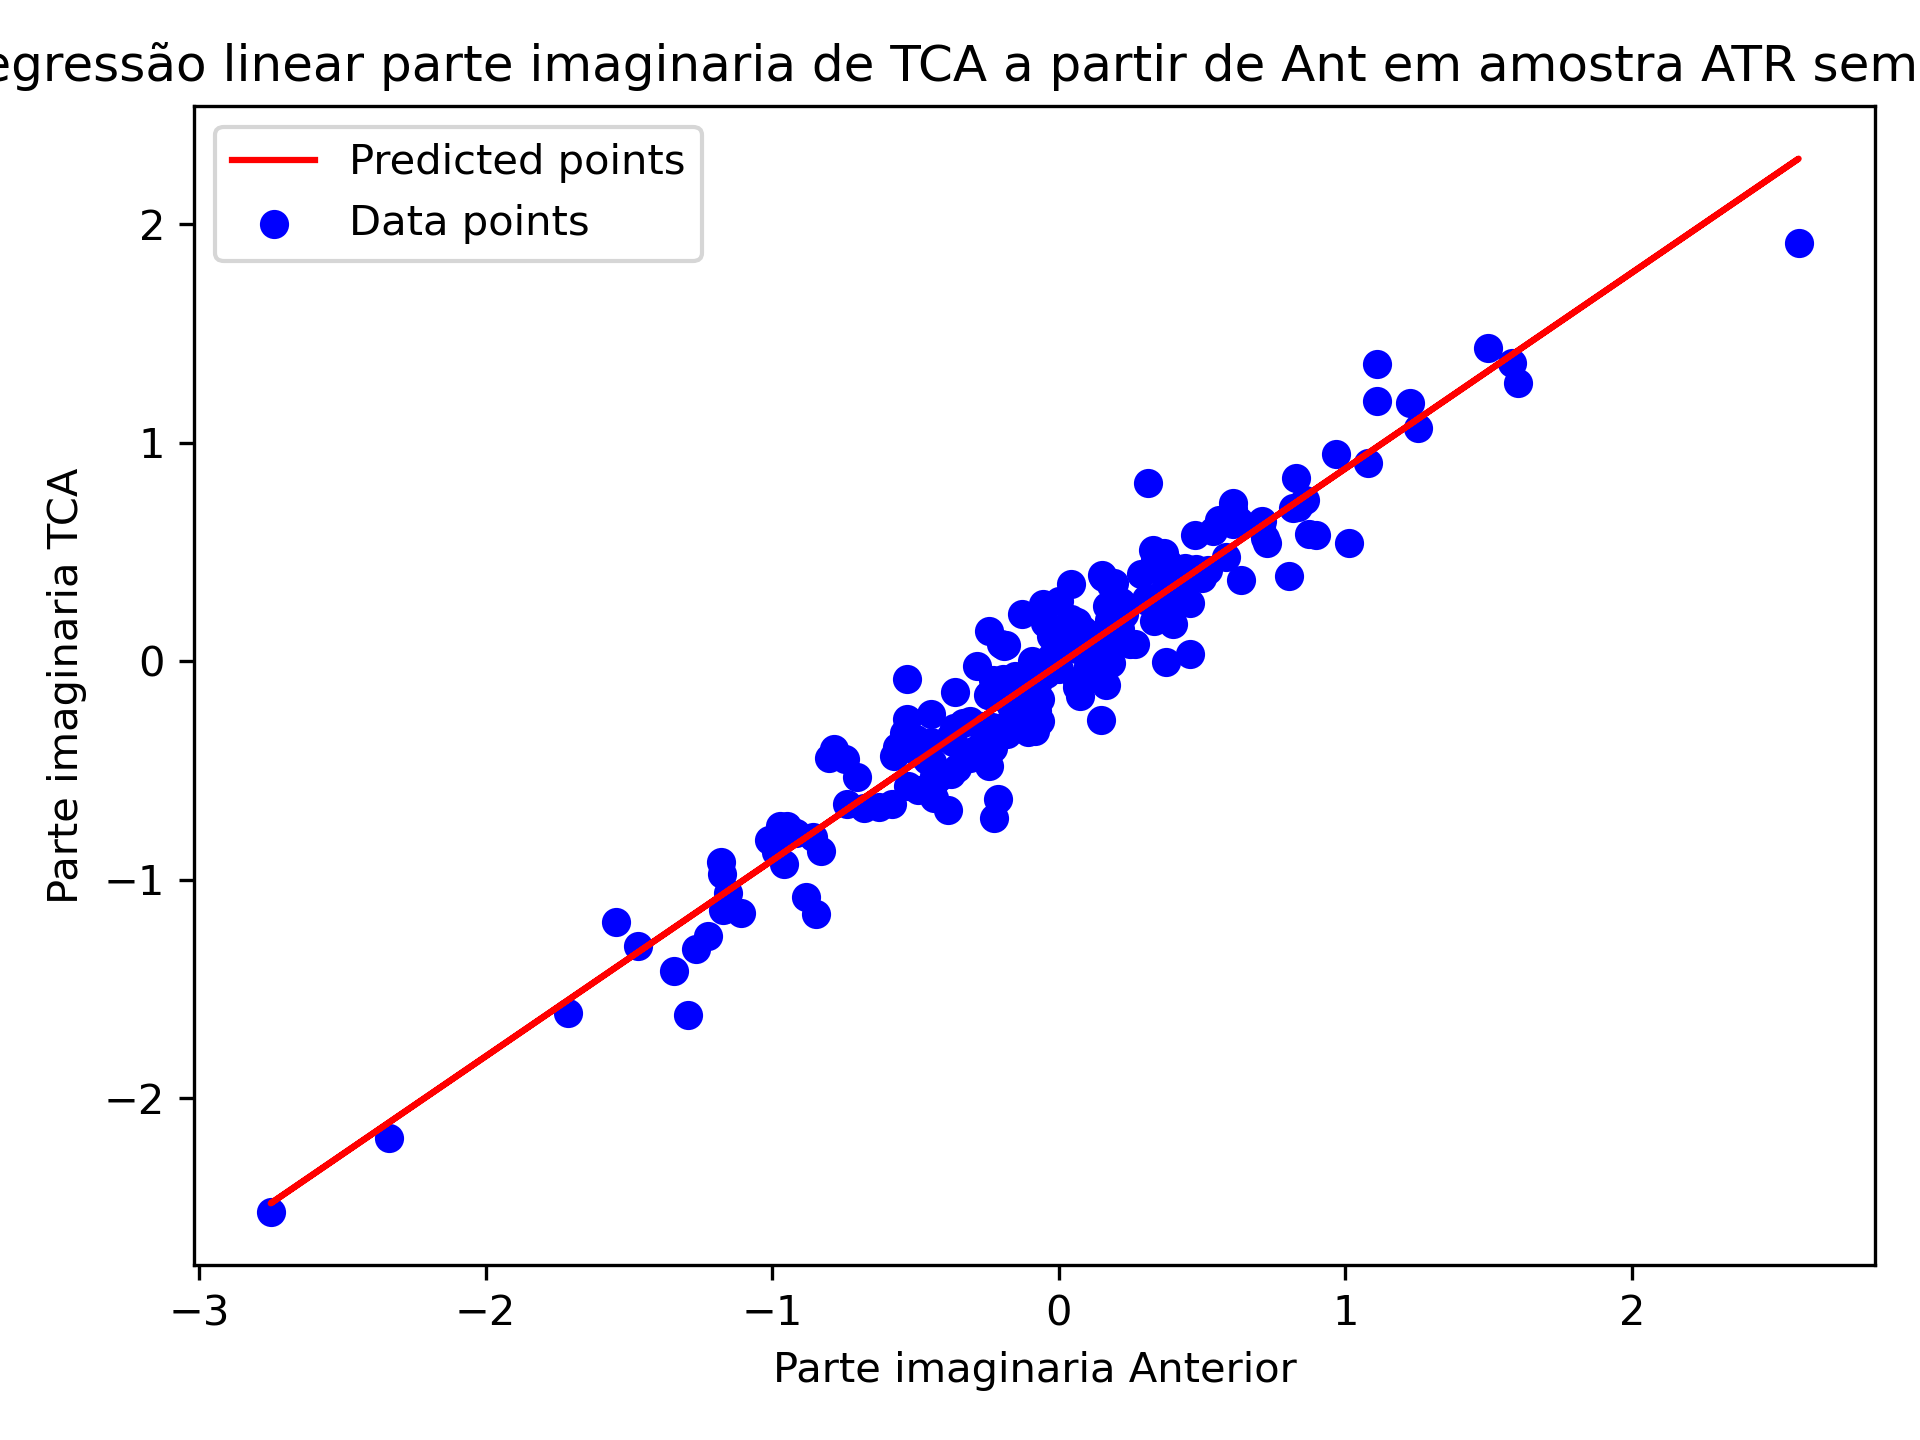 egressão linear parte imaginaria de TCA a partir de Ant em amostra ATR sem
Predicted points
Data points
Parte imaginaria TCA
2
1
0
−1
−2
−3
−2
−1
0
1
2
Parte imaginaria Anterior